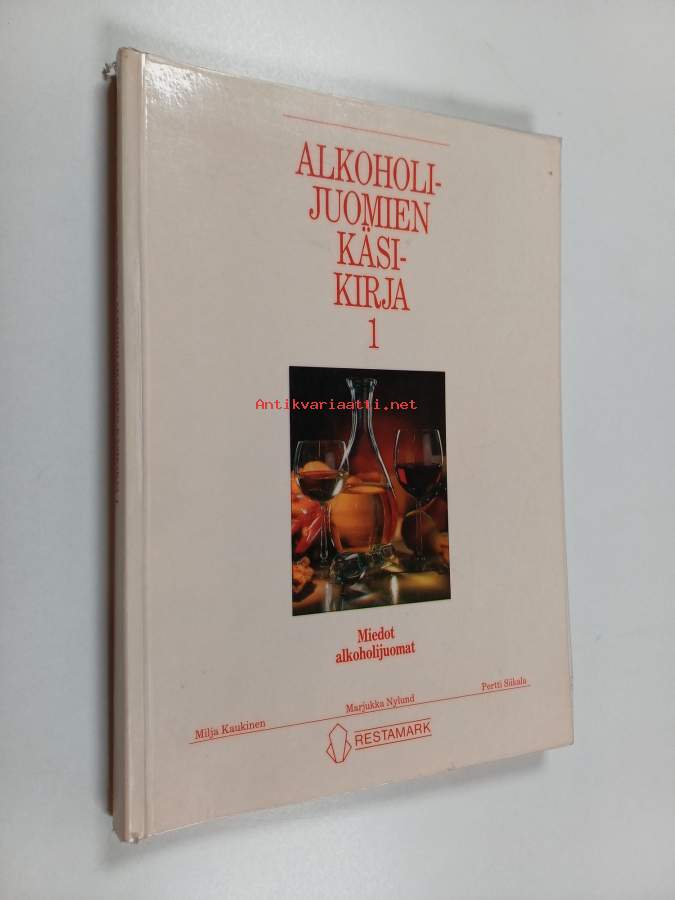 ALKOHOLI-
JUOMIEN
KÄSI-
KIRJA
1
Antikvariaatti.net
Miedot
alkoholijuomat
Milja Kaukinen
Marjukka Nylund
Pertti Siikala
RESTAMARK